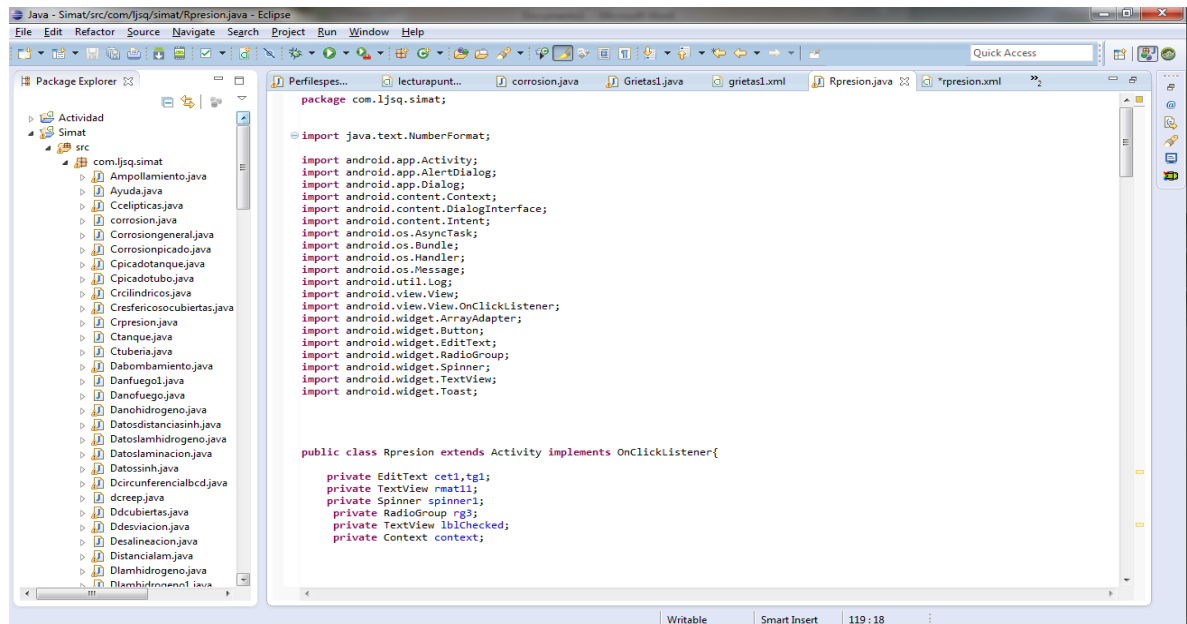 Java - Simat/src/com/ljsq/simat/Rpresion.java - Eclipse
File Edit Refactor Source Navigate Search Project Run Window Help
Quick Access
Package Explorer
Actividad
Simat
src
com.ljsq.simat
Ampollamiento.java
Ayuda.java
Ccelipticas.java
corrosion.java
Corrosiongeneral.java
Corrosionpicado.java
Cpicadotanque.java
Cpicadotubo.java
Crcilindricos.java
Cresfericosocubiertas.java
Crpresion.java
Ctanque.java
Ctuberia.java
Dabombamiento.java
Danfuego1.java
Danofuego.java
Danohidrogeno.java
Datosdistanciasinh.java
Datoslamhidrogeno.java
Datoslaminacion.java
Datossinh.java
Dcircunferencialbcd.java
dcreep.java
Ddcubiertas.java
Ddesviacion.java
Desalineacion.java
Distancialam.java
Dlamhidrogeno.java
Dlamhidrogeno1.java
Perfilespes... lecturapunt... corrosion.java Grietas1.java grietas1.xml Rpresion.java *rpresion.xml »2
package com.ljsq.simat;
import java.text.NumberFormat;
import android.app.Activity;
import android.app.AlertDialog;
import android.app.Dialog;
import android.content.Context;
import android.content.DialogInterface;
import android.content.Intent;
import android.os.AsyncTask;
import android.os.Bundle;
import android.os.Handler;
import android.os.Message;
import android.util.Log;
import android.view.View;
import android.view.View.OnClickListener;
import android.widget.ArrayAdapter;
import android.widget.Button;
import android.widget.EditText;
import android.widget.RadioGroup;
import android.widget.Spinner;
import android.widget.TextView;
import android.widget.Toast;
public class Rpresion extends Activity implements OnClickListener{
private EditText cet1,tg1;
private TextView rmat11;
private Spinner spinner1;
private RadioGroup rg3;
private TextView lblChecked;
private Context context;
Writable Smart Insert 119 : 18